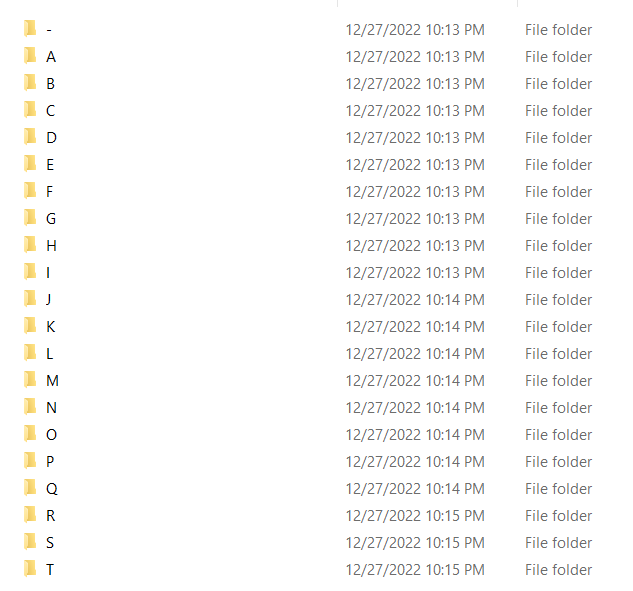 - 12/27/2022 10:13 PM File folder
A 12/27/2022 10:13 PM File folder
B 12/27/2022 10:13 PM File folder
C 12/27/2022 10:13 PM File folder
D 12/27/2022 10:13 PM File folder
E 12/27/2022 10:13 PM File folder
F 12/27/2022 10:13 PM File folder
G 12/27/2022 10:13 PM File folder
H 12/27/2022 10:13 PM File folder
I 12/27/2022 10:13 PM File folder
J 12/27/2022 10:14 PM File folder
K 12/27/2022 10:14 PM File folder
L 12/27/2022 10:14 PM File folder
M 12/27/2022 10:14 PM File folder
N 12/27/2022 10:14 PM File folder
O 12/27/2022 10:14 PM File folder
P 12/27/2022 10:14 PM File folder
Q 12/27/2022 10:14 PM File folder
R 12/27/2022 10:15 PM File folder
S 12/27/2022 10:15 PM File folder
T 12/27/2022 10:15 PM File folder